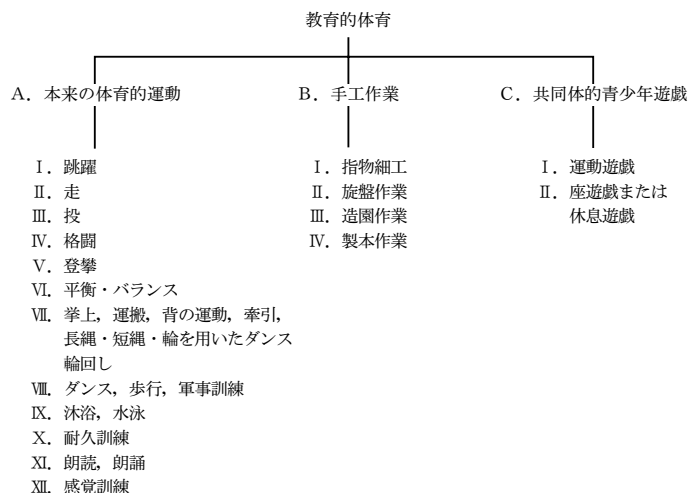 教育的体育
A．本来の体育的運動
Ⅰ．跳躍
Ⅱ．走
Ⅲ．投
Ⅳ．格闘
Ⅴ．登攀
Ⅵ．平衡・バランス
Ⅶ．挙上，運搬，背の運動，牽引，
長縄・短縄・輪を用いたダンス
輪回し
Ⅷ．ダンス，歩行，軍事訓練
Ⅸ．沐浴，水泳
Ⅹ．耐久訓練
Ⅺ．朗読，朗誦
Ⅻ．感覚訓練
B．手工作業
Ⅰ．指物細工
Ⅱ．旋盤作業
Ⅲ．造園作業
Ⅳ．製本作業
C．共同体的青少年遊戯
Ⅰ．運動遊戯
Ⅱ．座遊戯または
休息遊戯